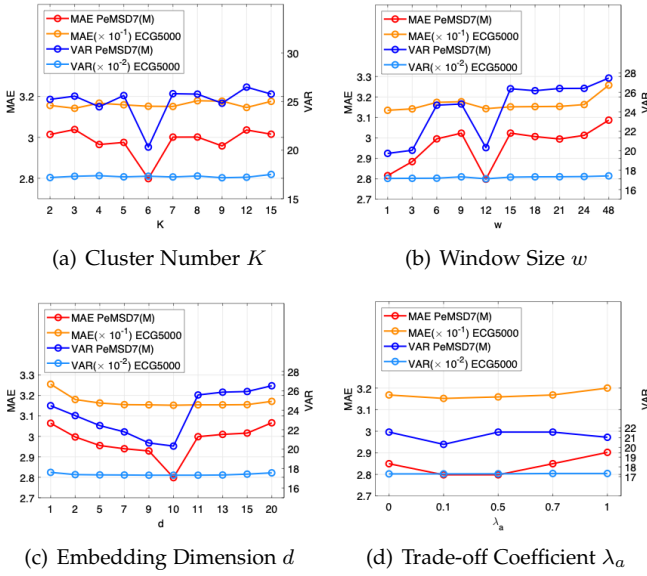 MAE PeMSD7(M)
MAE(× 10⁻¹) ECG5000
VAR PeMSD7(M)
VAR(× 10⁻²) ECG5000
MAE
3.2
3
2.8
VAR
30
25
20
15
2 3 4 5 6 7 8 9 12 15
K
(a) Cluster Number K
MAE PeMSD7(M)
MAE(× 10⁻¹) ECG5000
VAR PeMSD7(M)
VAR(× 10⁻²) ECG5000
MAE
3.3
3.2
3.1
3
2.9
2.8
2.7
VAR
28
26
24
22
20
18
16
1 3 6 9 12 15 18 21 24 48
w
(b) Window Size w
MAE PeMSD7(M)
MAE(× 10⁻¹) ECG5000
VAR PeMSD7(M)
VAR(× 10⁻²) ECG5000
MAE
3.3
3.2
3.1
3
2.9
2.8
2.7
VAR
28
26
24
22
20
18
16
1 2 5 7 9 10 11 13 15 20
d
(c) Embedding Dimension d
MAE PeMSD7(M)
MAE(× 10⁻¹) ECG5000
VAR PeMSD7(M)
VAR(× 10⁻²) ECG5000
MAE
3.2
3.1
3
2.9
2.8
2.7
VAR
21
20
19
18
17
0 0.1 0.5 0.7 1
λₐ
(d) Trade-off Coefficient λₐ